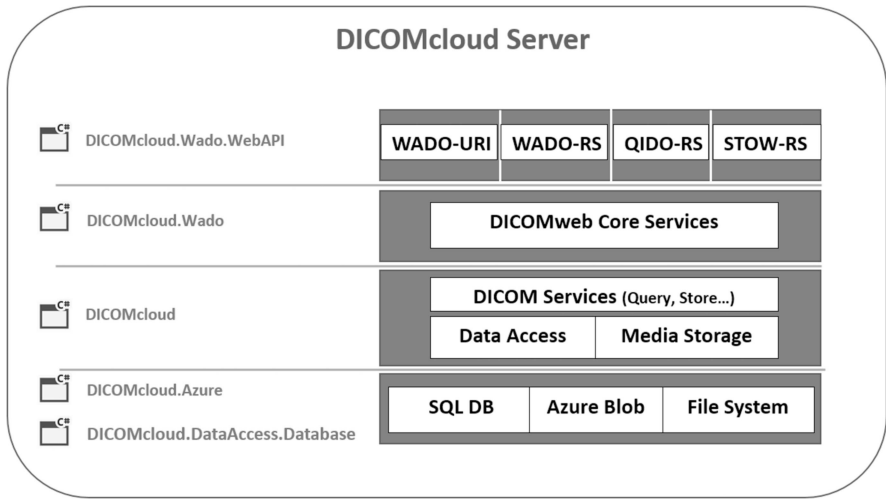 DICOMcloud Server
C#
DICOMcloud.Wado.WebAPI
WADO-URI
WADO-RS
QIDO-RS
STOW-RS
C#
DICOMcloud.Wado
DICOMweb Core Services
C#
DICOMcloud
DICOM Services (Query, Store...)
Data Access
Media Storage
C#
DICOMcloud.Azure
SQL DB
Azure Blob
File System
C#
DICOMcloud.DataAccess.Database